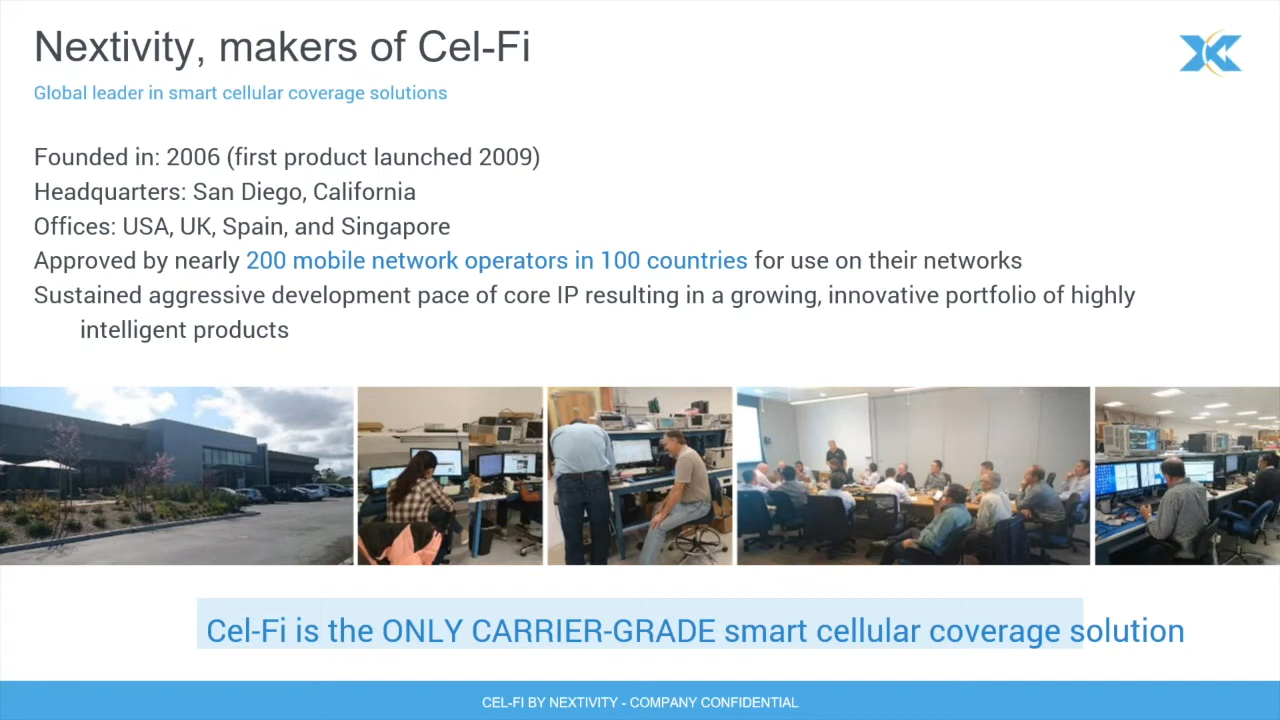 Nextivity, makers of Cel-Fi
Global leader in smart cellular coverage solutions
Founded in: 2006 (first product launched 2009)
Headquarters: San Diego, California
Offices: USA, UK, Spain, and Singapore
Approved by nearly 200 mobile network operators in 100 countries for use on their networks
Sustained aggressive development pace of core IP resulting in a growing, innovative portfolio of highly
intelligent products
Cel-Fi is the ONLY CARRIER-GRADE smart cellular coverage solution
CEL-FI BY NEXTIVITY - COMPANY CONFIDENTIAL